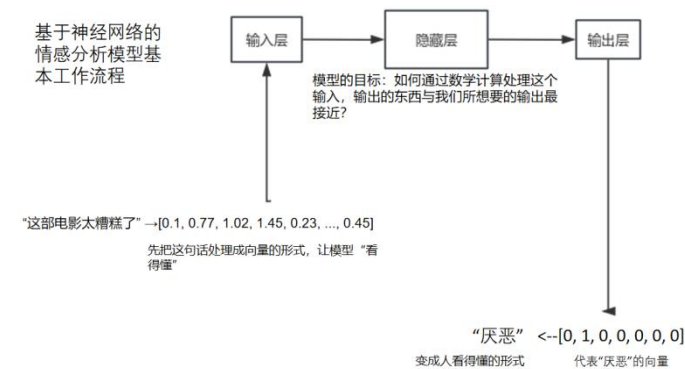 基于神经网络的
情感分析模型基
本工作流程
输入层
隐藏层
输出层
模型的目标：如何通过数学计算处理这个
输入，输出的东西与我们所想要的输出最
接近？
“这部电影太糟糕了” →[0.1, 0.77, 1.02, 1.45, 0.23, ..., 0.45]
先把这句话处理成向量的形式，让模型“看
得懂”
“厌恶” <--[0, 1, 0, 0, 0, 0, 0]
变成人看得懂的形式
代表“厌恶”的向量